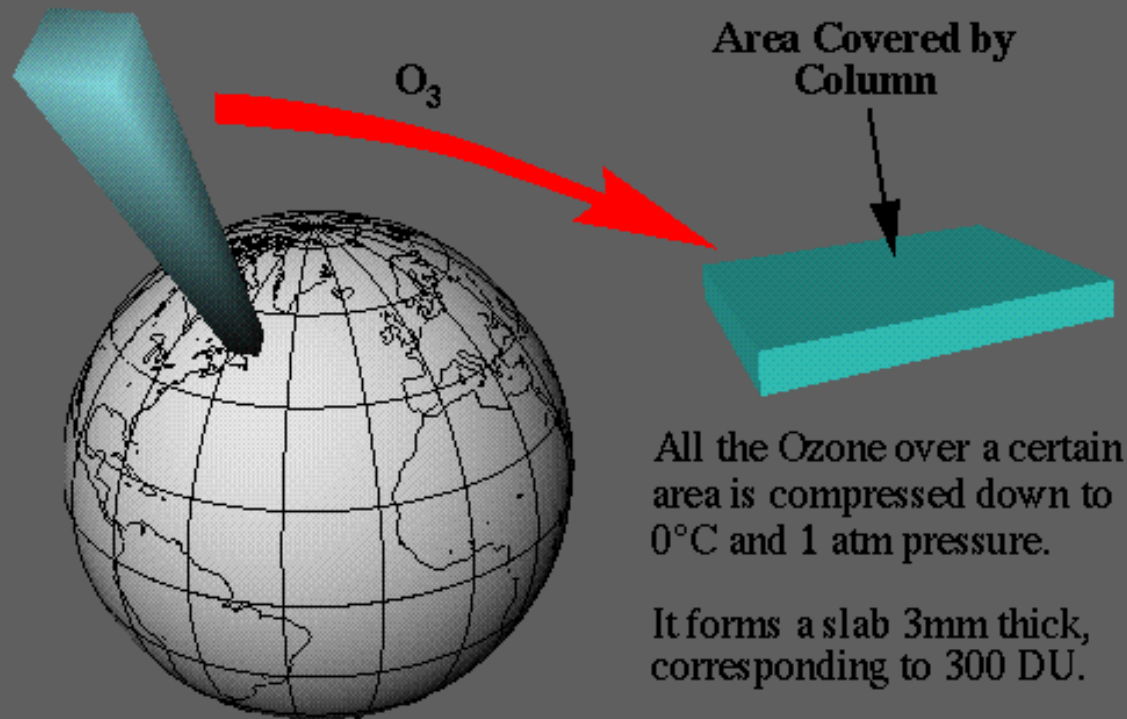 Area Covered by
Column
O₃
All the Ozone over a certain
area is compressed down to
0°C and 1 atm pressure.
It forms a slab 3mm thick,
corresponding to 300 DU.